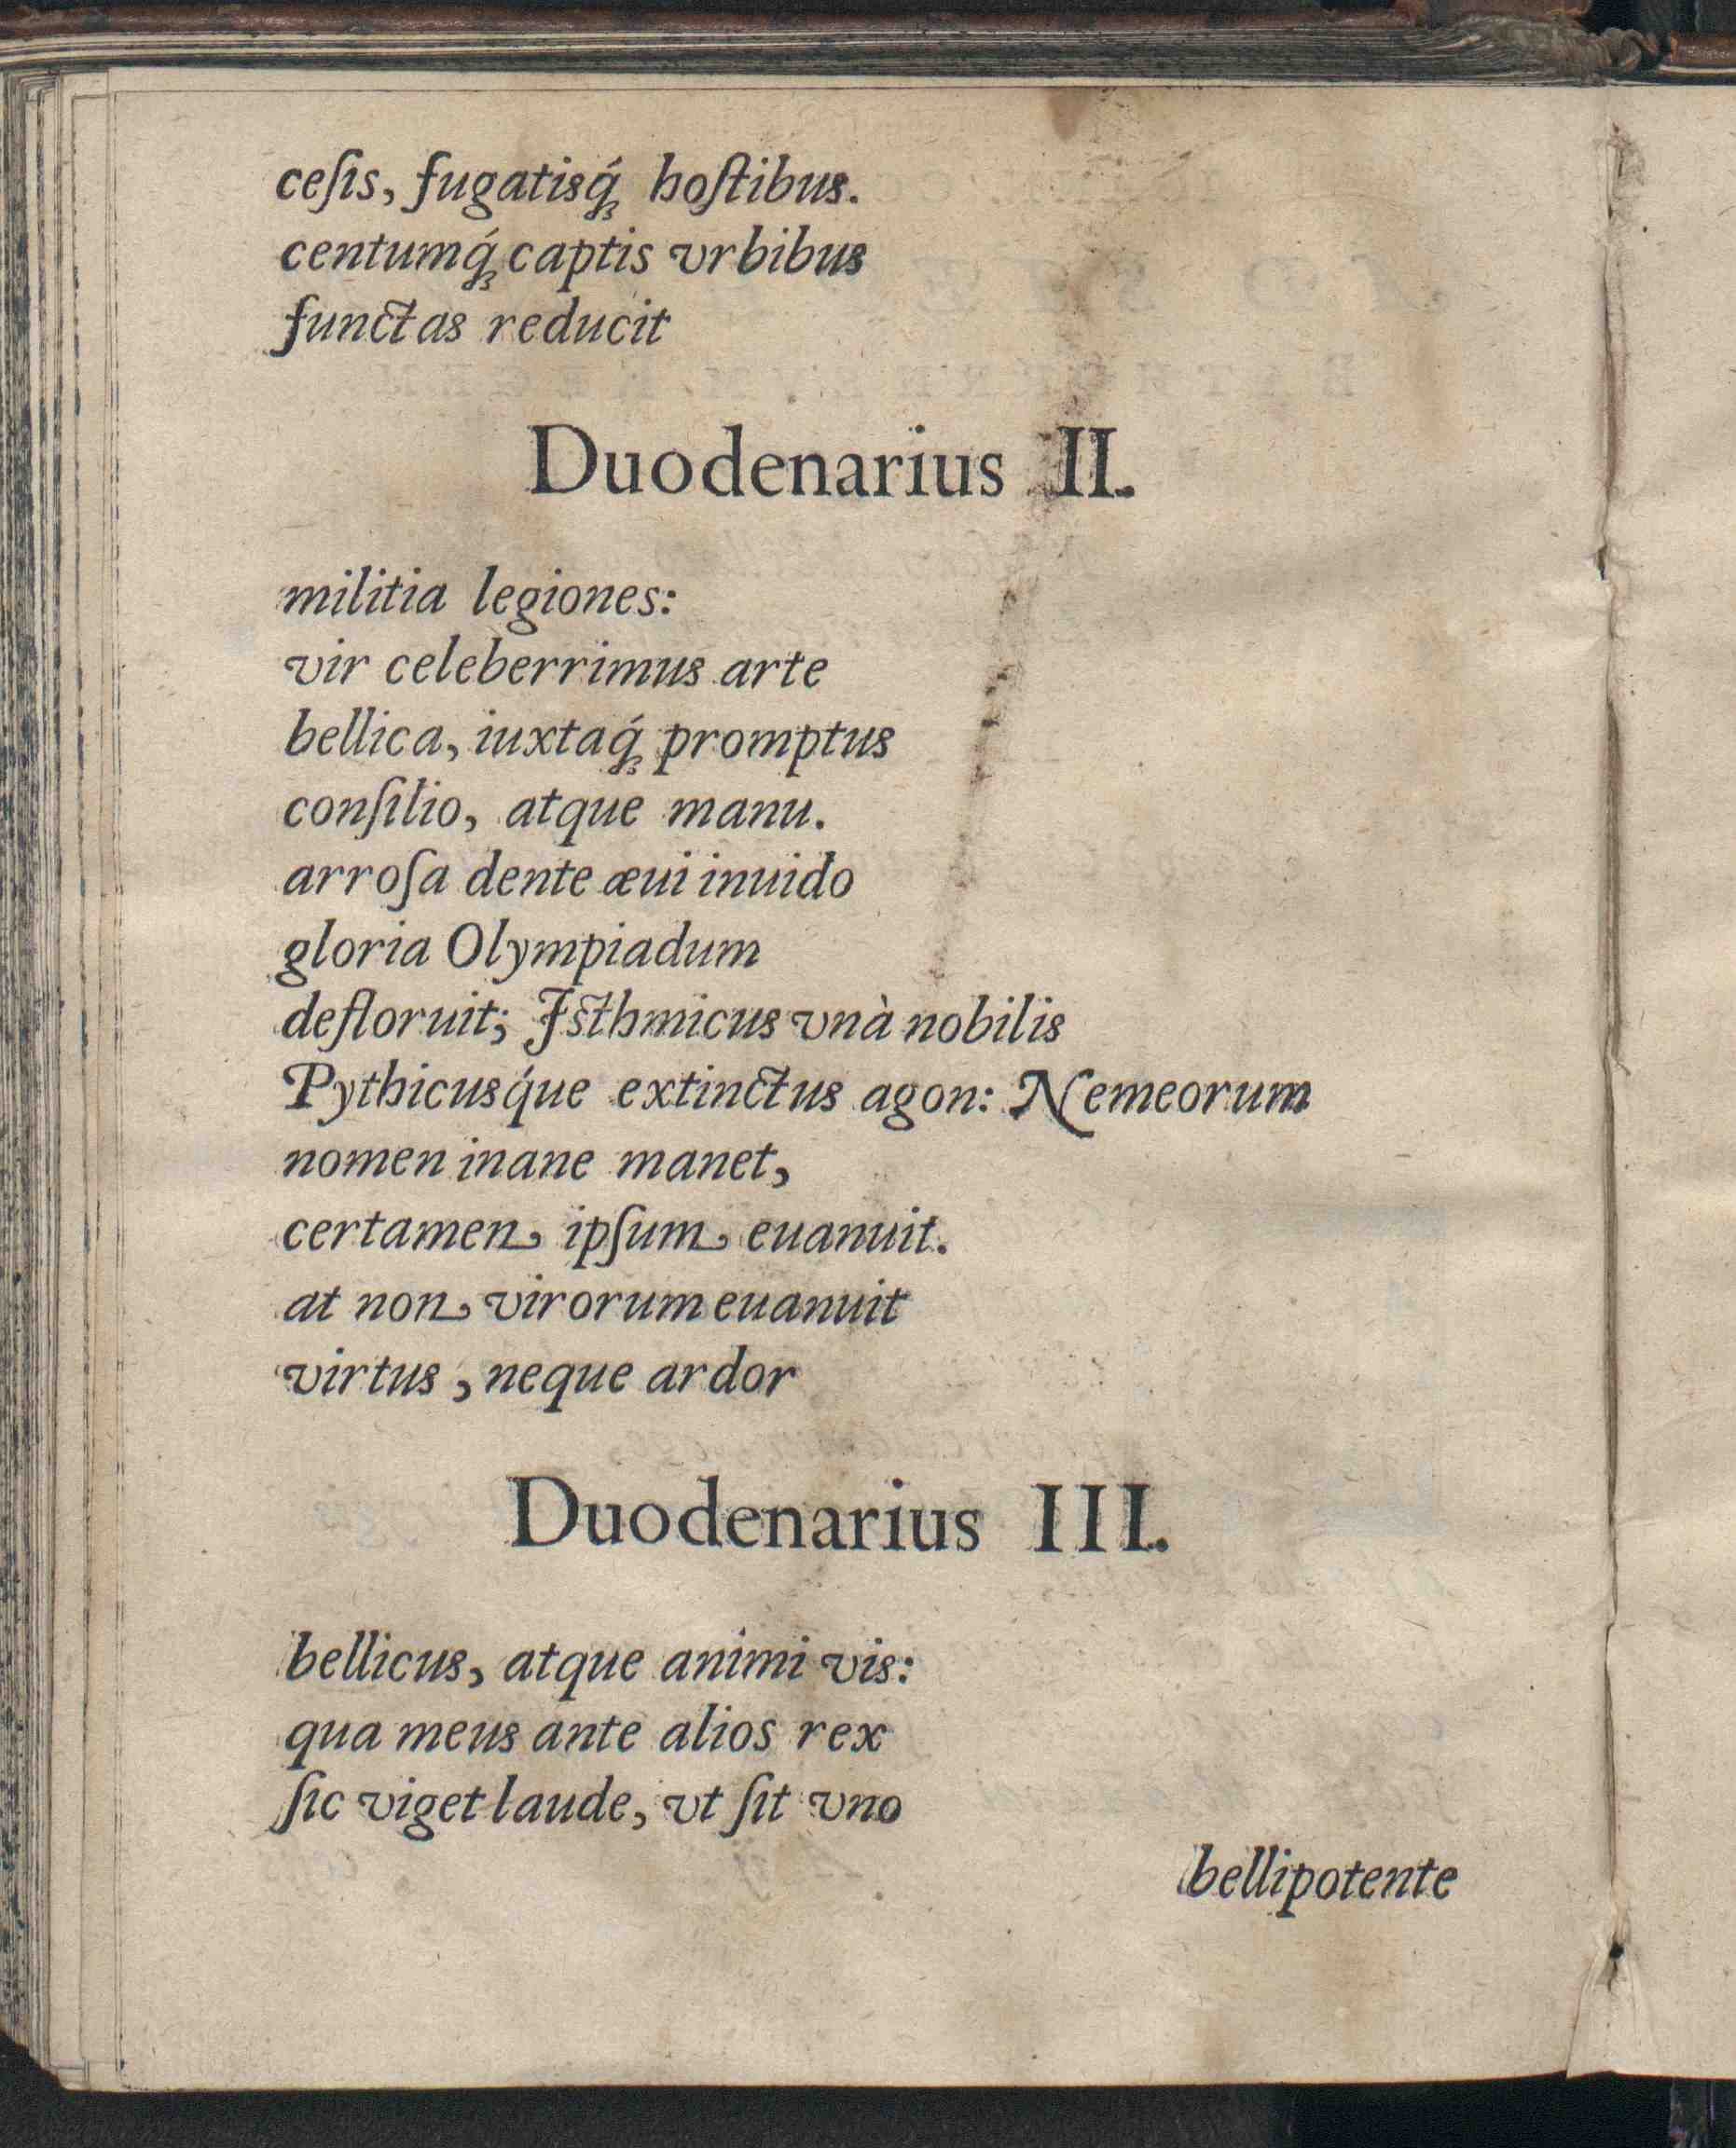 ceſis, fugatisq́ꝫ hoſtibus.
centumq́ꝫ captis vrbibus
functas reducit
Duodenarius II.
militia legiones:
vir celeberrimus arte
bellica, iuxtaq́ꝫ promptus
conſilio, atque manu.
arroſa dente æui inuido
gloria Olympiadum
defloruit; Isthmicus vnà nobilis
Pythicusq́ue extinctus agon: Nemeorum
nomen inane manet,
certamen ipſum euanuit.
at non virorum euanuit
virtus, neque ardor
Duodenarius III.
bellicus, atque animi vis:
qua meus ante alios rex
ſic viget laude, vt ſit vno
bellipotente